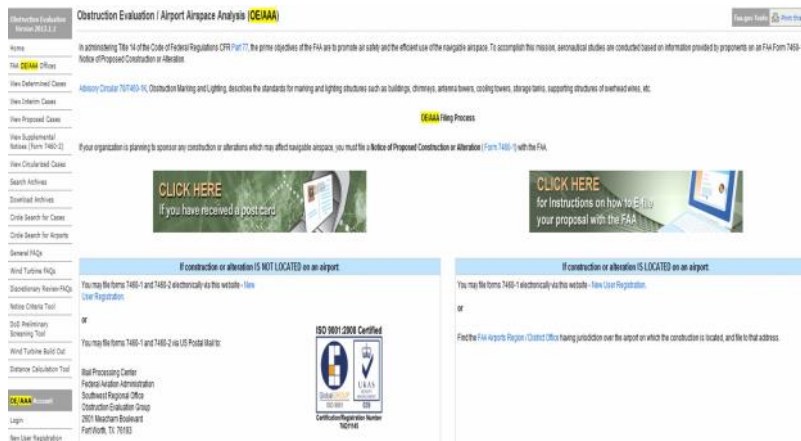 Obstruction Evaluation
Version 2013.1.1
Home
FAA OE/AAA Offices
View Determined Cases
View Interim Cases
View Proposed Cases
View Supplemental
Notices (Form 7460-2)
View Circularized Cases
Search Archives
Download Archives
Circle Search for Cases
Circle Search for Airports
General FAQs
Wind Turbine FAQs
Discretionary Review FAQs
Notice Criteria Tool
DoD Preliminary
Screening Tool
Wind Turbine Build Out
Distance Calculation Tool
OE/AAA Account
Login
New User Registration
Obstruction Evaluation / Airport Airspace Analysis (OE/AAA)
Faa.gov Tools: Print this
In administering Title 14 of the Code of Federal Regulations CFR Part 77, the prime objectives of the FAA are to promote air safety and the efficient use of the navigable airspace. To accomplish this mission, aeronautical studies are conducted based on information provided by proponents on an FAA Form 7460-
Notice of Proposed Construction or Alteration.
Advisory Circular 70/7460-1K, Obstruction Marking and Lighting, describes the standards for marking and lighting structures such as buildings, chimneys, antenna towers, cooling towers, storage tanks, supporting structures of overhead wires, etc.
OE/AAA Filing Process
If your organization is planning to sponsor any construction or alterations which may affect navigable airspace, you must file a Notice of Proposed Construction or Alteration (Form 7460-1) with the FAA.
CLICK HERE
If you have received a post card
CLICK HERE
for Instructions on how to E-file
your proposal with the FAA
If construction or alteration IS NOT LOCATED on an airport:
You may file forms 7460-1 and 7460-2 electronically via this website - New
User Registration.
or
You may file forms 7460-1 and 7460-2 via US Postal Mail to:
Mail Processing Center
Federal Aviation Administration
Southwest Regional Office
Obstruction Evaluation Group
2601 Meacham Boulevard
Fort Worth, TX 76193
ISO 9001:2008 Certified
Global GROUP
ISO 9001
UKAS
MANAGEMENT
009
Certification/Registration Number
If construction or alteration IS LOCATED on an airport:
You may file forms 7460-1 electronically via this website - New User Registration.
or
Find the FAA Airports Region / District Office having jurisdiction over the airport on which the construction is located, and file to that address.